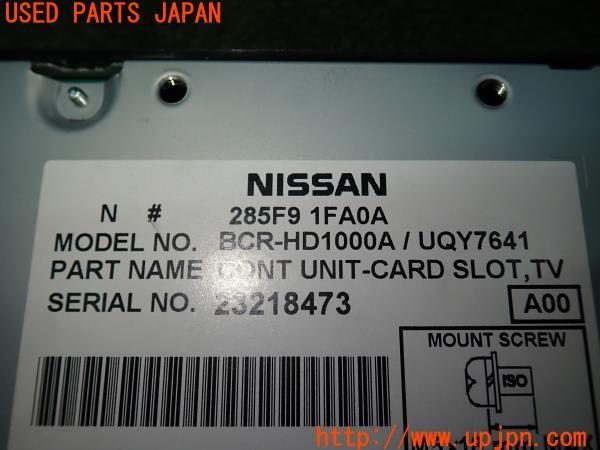 USED PARTS JAPAN
NISSAN
N # 285F9 1FA0A
MODEL NO. BCR-HD1000A / UQY7641
PART NAME CONT UNIT-CARD SLOT,TV
SERIAL NO. 23218473
A00
MOUNT SCREW
ISO
http://www.upjpn.com/